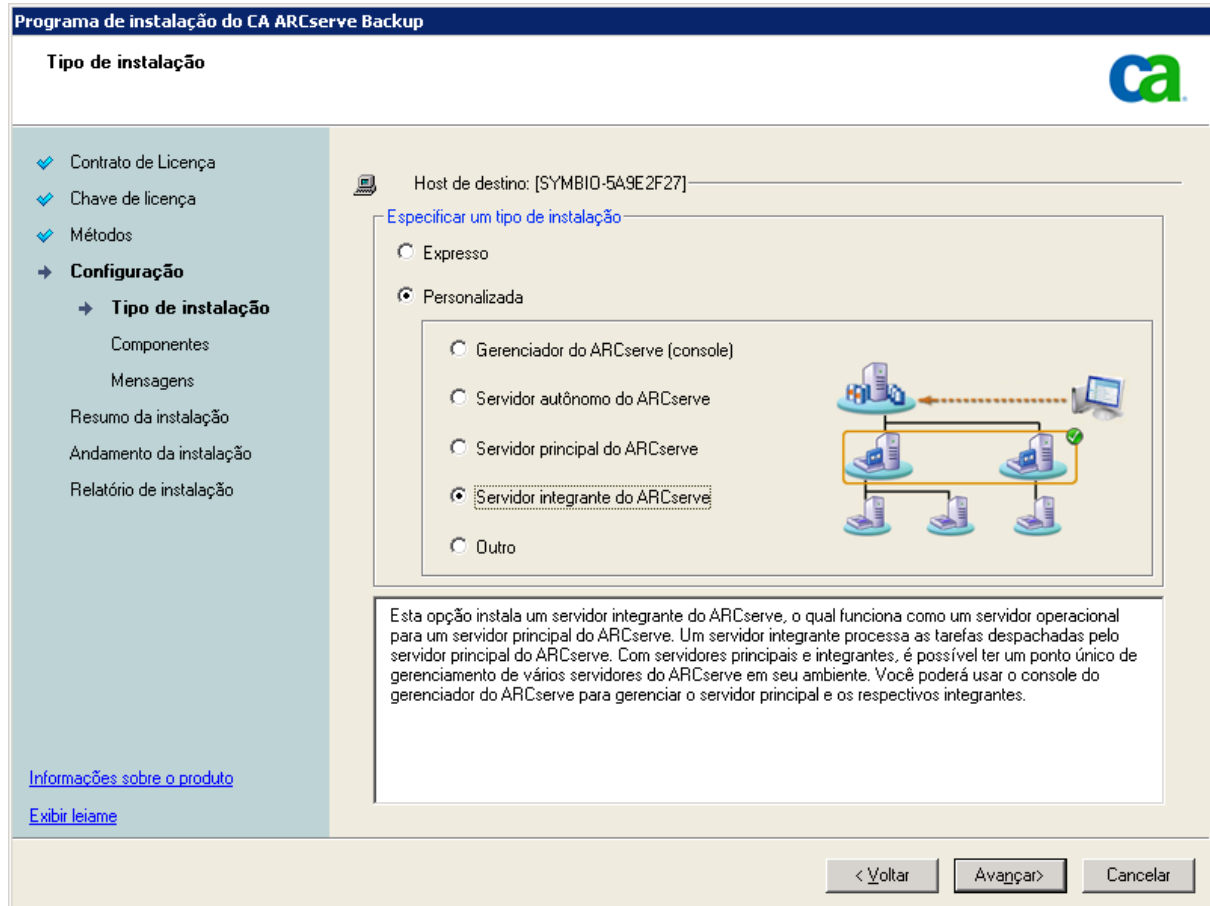 Programa de instalação do CA ARCserve Backup
Tipo de instalação
ca
Contrato de Licença
Chave de licença
Métodos
Configuração
Tipo de instalação
Componentes
Mensagens
Resumo da instalação
Andamento da instalação
Relatório de instalação
Informações sobre o produto
Exibir leiame
Host de destino: [SYMBIO-5A9E2F27]
Especificar um tipo de instalação
Expresso
Personalizada
Gerenciador do ARCserve (console)
Servidor autônomo do ARCserve
Servidor principal do ARCserve
Servidor integrante do ARCserve
Outro
Esta opção instala um servidor integrante do ARCserve, o qual funciona como um servidor operacional
para um servidor principal do ARCserve. Um servidor integrante processa as tarefas despachadas pelo
servidor principal do ARCserve. Com servidores principais e integrantes, é possível ter um ponto único de
gerenciamento de vários servidores do ARCserve em seu ambiente. Você poderá usar o console do
gerenciador do ARCserve para gerenciar o servidor principal e os respectivos integrantes.
< Voltar
Avançar>
Cancelar